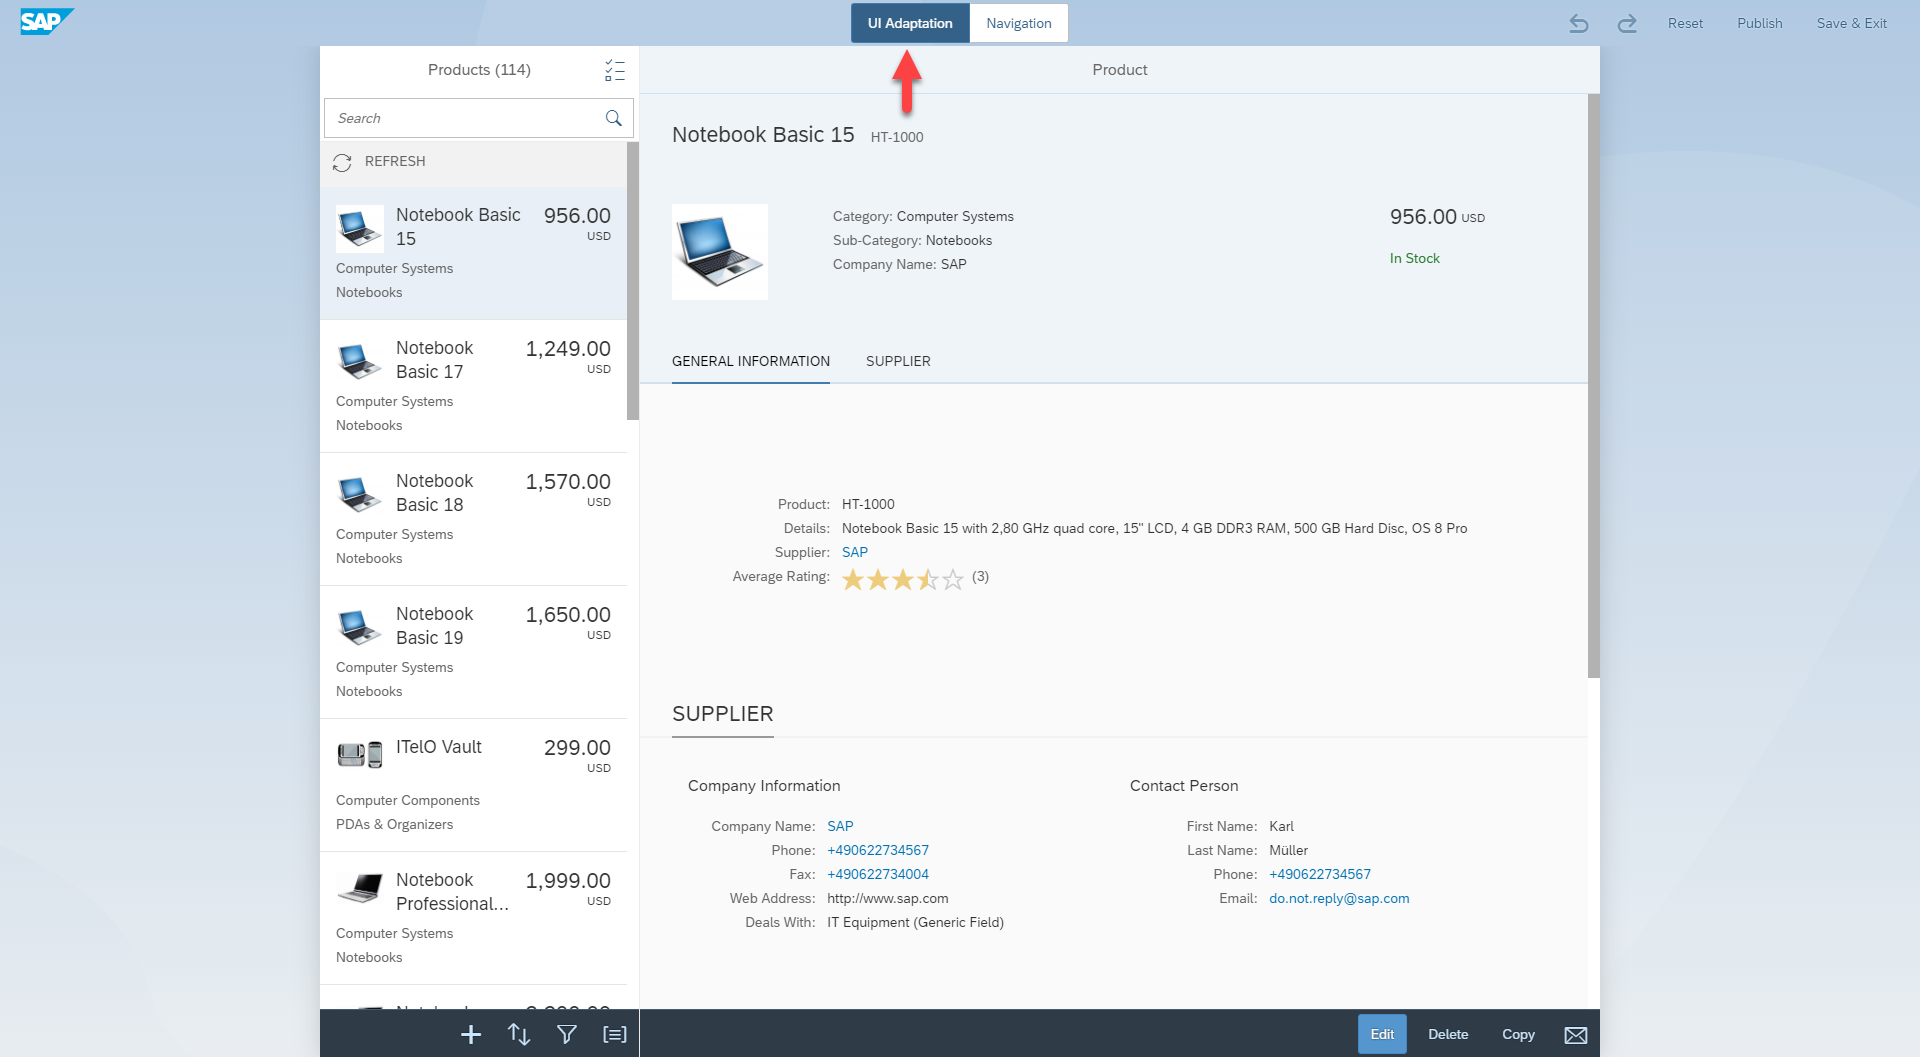 SAP
UI Adaptation
Navigation
Reset
Publish
Save & Exit
Products (114)
Search
REFRESH
Notebook Basic 15
956.00
USD
Computer Systems
Notebooks
Notebook Basic 17
1,249.00
USD
Computer Systems
Notebooks
Notebook Basic 18
1,570.00
USD
Computer Systems
Notebooks
Notebook Basic 19
1,650.00
USD
Computer Systems
Notebooks
ITelO Vault
299.00
USD
Computer Components
PDAs & Organizers
Notebook Professional...
1,999.00
USD
Computer Systems
Notebooks
Product
Notebook Basic 15 HT-1000
Category: Computer Systems
Sub-Category: Notebooks
Company Name: SAP
956.00 USD
In Stock
GENERAL INFORMATION
SUPPLIER
Product: HT-1000
Details: Notebook Basic 15 with 2,80 GHz quad core, 15" LCD, 4 GB DDR3 RAM, 500 GB Hard Disc, OS 8 Pro
Supplier: SAP
Average Rating: (3)
SUPPLIER
Company Information
Company Name: SAP
Phone: +490622734567
Fax: +490622734004
Web Address: http://www.sap.com
Deals With: IT Equipment (Generic Field)
Contact Person
First Name: Karl
Last Name: Müller
Phone: +490622734567
Email: do.not.reply@sap.com
Edit
Delete
Copy